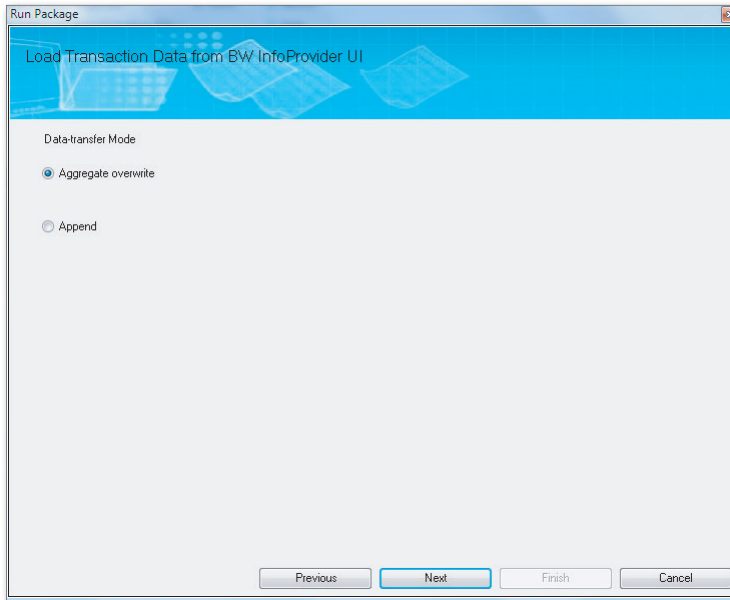 Run Package
Load Transaction Data from BW InfoProvider UI
Data-transfer Mode
Aggregate overwrite
Append
Previous Next Finish Cancel